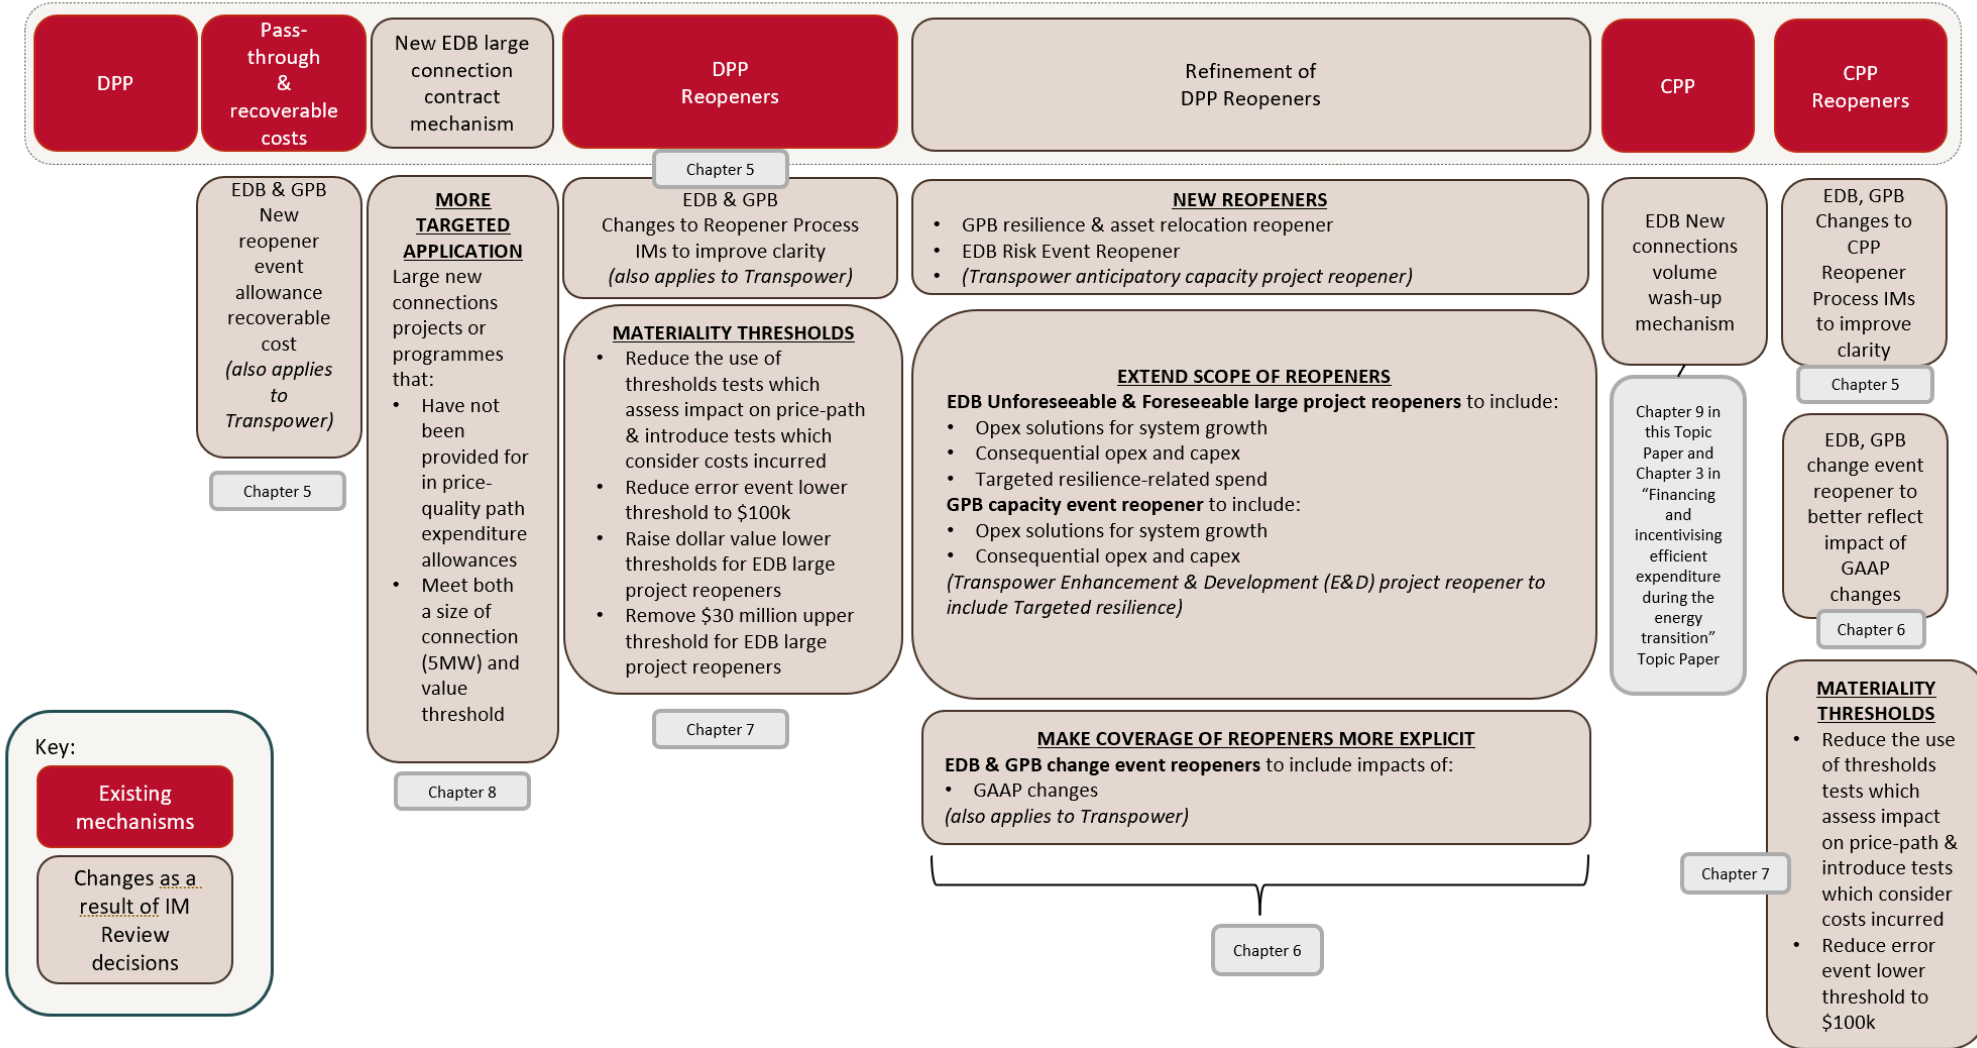 DPP
Pass-
through
&
recoverable
costs
New EDB large
connection
contract
mechanism
DPP
Reopeners
Refinement of
DPP Reopeners
CPP
CPP
Reopeners
EDB & GPB
New
reopener
event
allowance
recoverable
cost
(also applies
to
Transpower)
Chapter 5
MORE
TARGETED
APPLICATION
Large new
connections
projects or
programmes
that:
• Have not
been
provided for
in price-
quality path
expenditure
allowances
• Meet both
a size of
connection
(5MW) and
value
threshold
Chapter 8
Chapter 5
EDB & GPB
Changes to Reopener Process
IMs to improve clarity
(also applies to Transpower)
MATERIALITY THRESHOLDS
• Reduce the use of
thresholds tests which
assess impact on price-path
& introduce tests which
consider costs incurred
• Reduce error event lower
threshold to $100k
• Raise dollar value lower
thresholds for EDB large
project reopeners
• Remove $30 million upper
threshold for EDB large
project reopeners
Chapter 7
NEW REOPENERS
• GPB resilience & asset relocation reopener
• EDB Risk Event Reopener
• (Transpower anticipatory capacity project reopener)
EXTEND SCOPE OF REOPENERS
EDB Unforeseeable & Foreseeable large project reopeners to include:
• Opex solutions for system growth
• Consequential opex and capex
• Targeted resilience-related spend
GPB capacity event reopener to include:
• Opex solutions for system growth
• Consequential opex and capex
(Transpower Enhancement & Development (E&D) project reopener to
include Targeted resilience)
MAKE COVERAGE OF REOPENERS MORE EXPLICIT
EDB & GPB change event reopeners to include impacts of:
• GAAP changes
(also applies to Transpower)
Chapter 6
EDB New
connections
volume
wash-up
mechanism
Chapter 9 in
this Topic
Paper and
Chapter 3 in
“Financing
and
incentivising
efficient
expenditure
during the
energy
transition”
Topic Paper
EDB, GPB
Changes to
CPP
Reopener
Process IMs
to improve
clarity
Chapter 5
EDB, GPB
change event
reopener to
better reflect
impact of
GAAP
changes
Chapter 6
MATERIALITY
THRESHOLDS
• Reduce the use
of thresholds
tests which
assess impact
on price-path &
introduce tests
which consider
costs incurred
• Reduce error
event lower
threshold to
$100k
Chapter 7
Key:
Existing
mechanisms
Changes as a
result of IM
Review
decisions